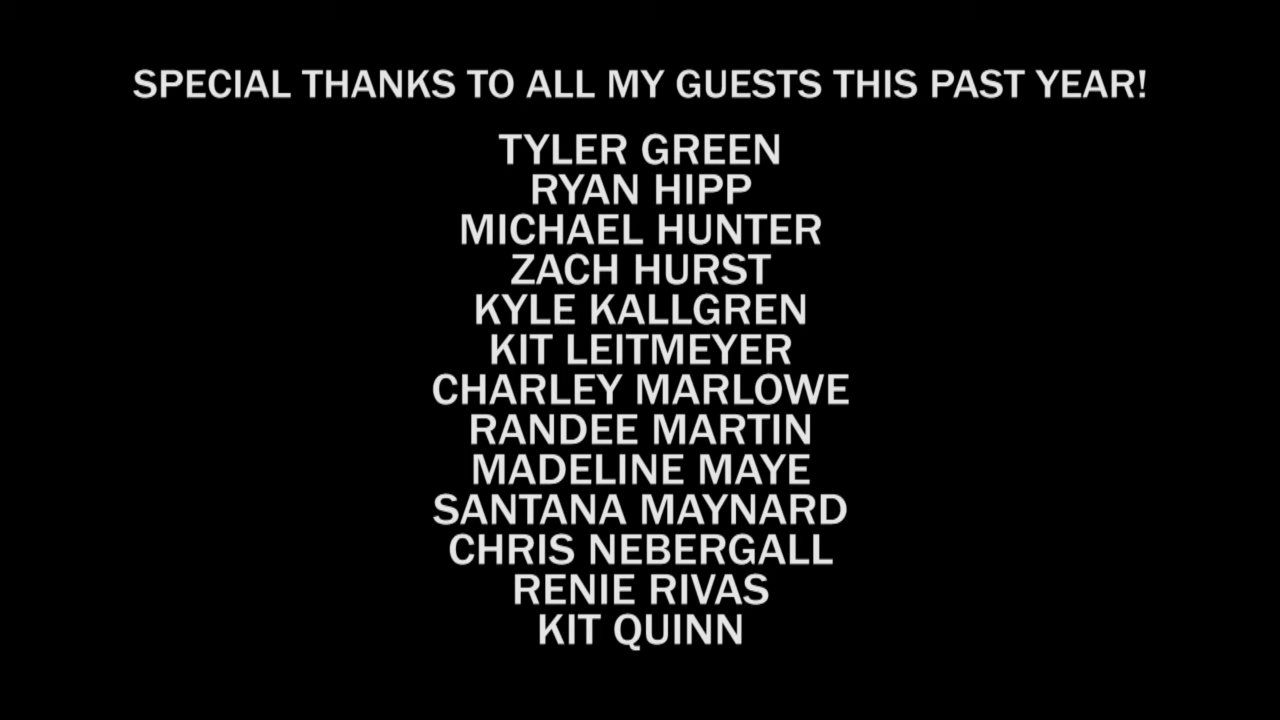 SPECIAL THANKS TO ALL MY GUESTS THIS PAST YEAR!
TYLER GREEN
RYAN HIPP
MICHAEL HUNTER
ZACH HURST
KYLE KALLGREN
KIT LEITMEYER
CHARLEY MARLOWE
RANDEE MARTIN
MADELINE MAYE
SANTANA MAYNARD
CHRIS NEBERGALL
RENIE RIVAS
KIT QUINN